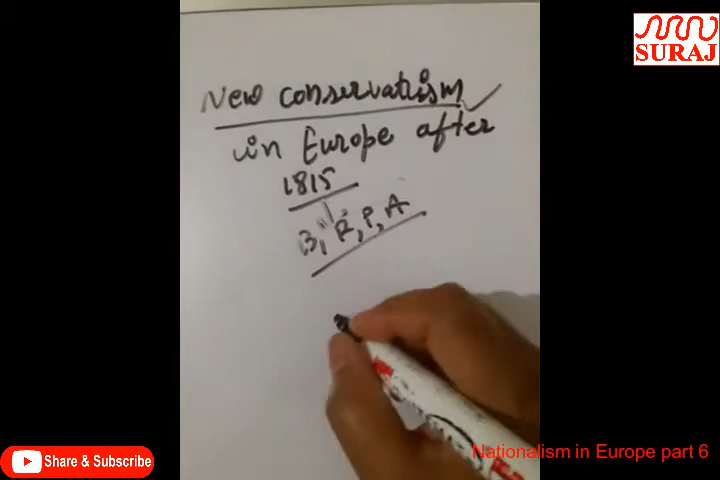 New conservatism
in Europe after
1815
B, R, P, A
SURAJ
Share & Subscribe
Nationalism in Europe part 6